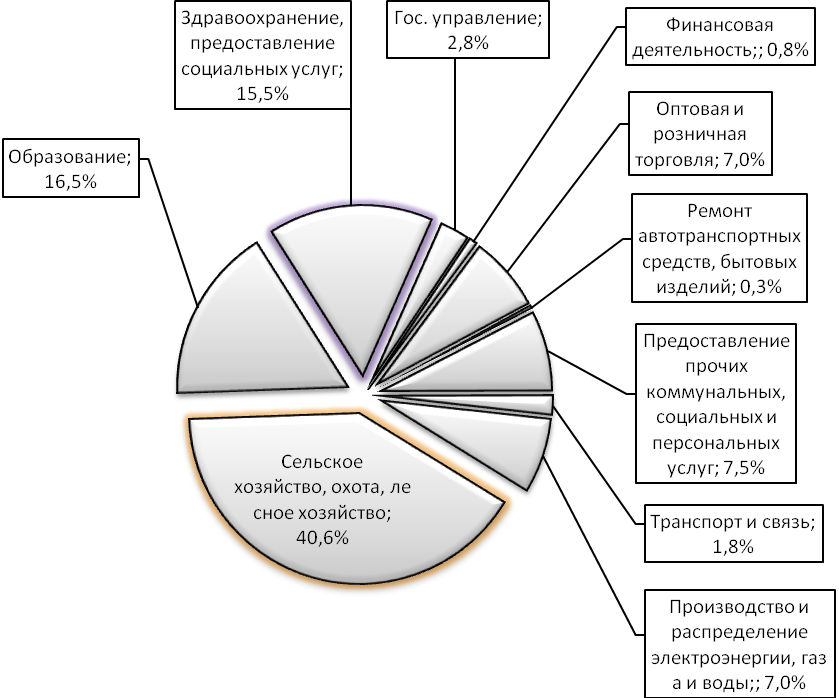 Здравоохранение,
предоставление
социальных услуг;
15,5%
Гос. управление;
2,8%
Финансовая
деятельность;; 0,8%
Оптовая и
розничная
торговля; 7,0%
Образование;
16,5%
Ремонт
автотранспортных
средств, бытовых
изделий; 0,3%
Предоставление
прочих
коммунальных,
социальных и
персональных
услуг; 7,5%
Сельское
хозяйство, охота, ле
сное хозяйство;
40,6%
Транспорт и связь;
1,8%
Производство и
распределение
электроэнергии, газ
а и воды;; 7,0%